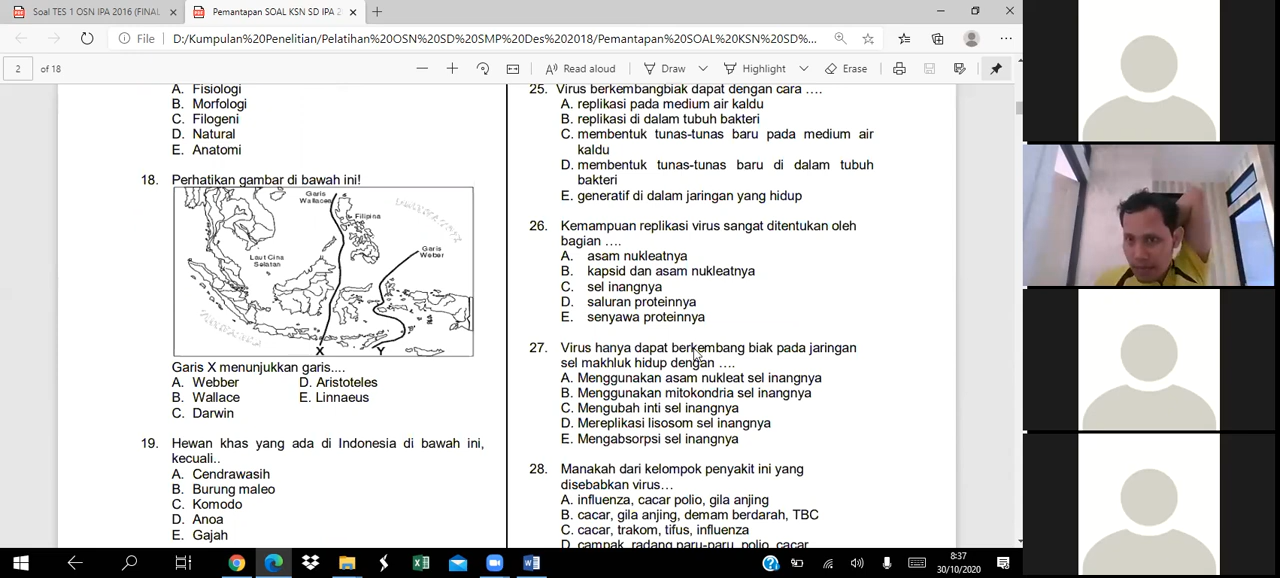 Soal TES 1 OSN IPA 2016 (FINAL
Pemantapan SOAL KSN SD IPA 2
File
D:/Kumpulan%20Penelitian/Pelatihan%20OSN%20SD%20SMP%20Des%202018/Pemantapan%20SOAL%20KSN%20SD%...
2 of 18
Read aloud
Draw
Highlight
Erase
A. Fisiologi
B. Morfologi
C. Filogeni
D. Natural
E. Anatomi
18. Perhatikan gambar di bawah ini!
Garis
Wallacea
Filipina
Garis
Weber
Laut Cina
Selatan
X
Y
Garis X menunjukkan garis....
A. Webber
D. Aristoteles
B. Wallace
E. Linnaeus
C. Darwin
19. Hewan khas yang ada di Indonesia di bawah ini,
kecuali..
A. Cendrawasih
B. Burung maleo
C. Komodo
D. Anoa
E. Gajah
25. Virus berkembangbiak dapat dengan cara ....
A. replikasi pada medium air kaldu
B. replikasi di dalam tubuh bakteri
C. membentuk tunas-tunas baru pada medium air
kaldu
D. membentuk tunas-tunas baru di dalam tubuh
bakteri
E. generatif di dalam jaringan yang hidup
26. Kemampuan replikasi virus sangat ditentukan oleh
bagian ....
A. asam nukleatnya
B. kapsid dan asam nukleatnya
C. sel inangnya
D. saluran proteinnya
E. senyawa proteinnya
27. Virus hanya dapat berkembang biak pada jaringan
sel makhluk hidup dengan ....
A. Menggunakan asam nukleat sel inangnya
B. Menggunakan mitokondria sel inangnya
C. Mengubah inti sel inangnya
D. Mereplikasi lisosom sel inangnya
E. Mengabsorpsi sel inangnya
28. Manakah dari kelompok penyakit ini yang
disebabkan virus...
A. influenza, cacar polio, gila anjing
B. cacar, gila anjing, demam berdarah, TBC
C. cacar, trakom, tifus, influenza
D. campak, radang paru-paru, polio, cacar
8:37
30/10/2020